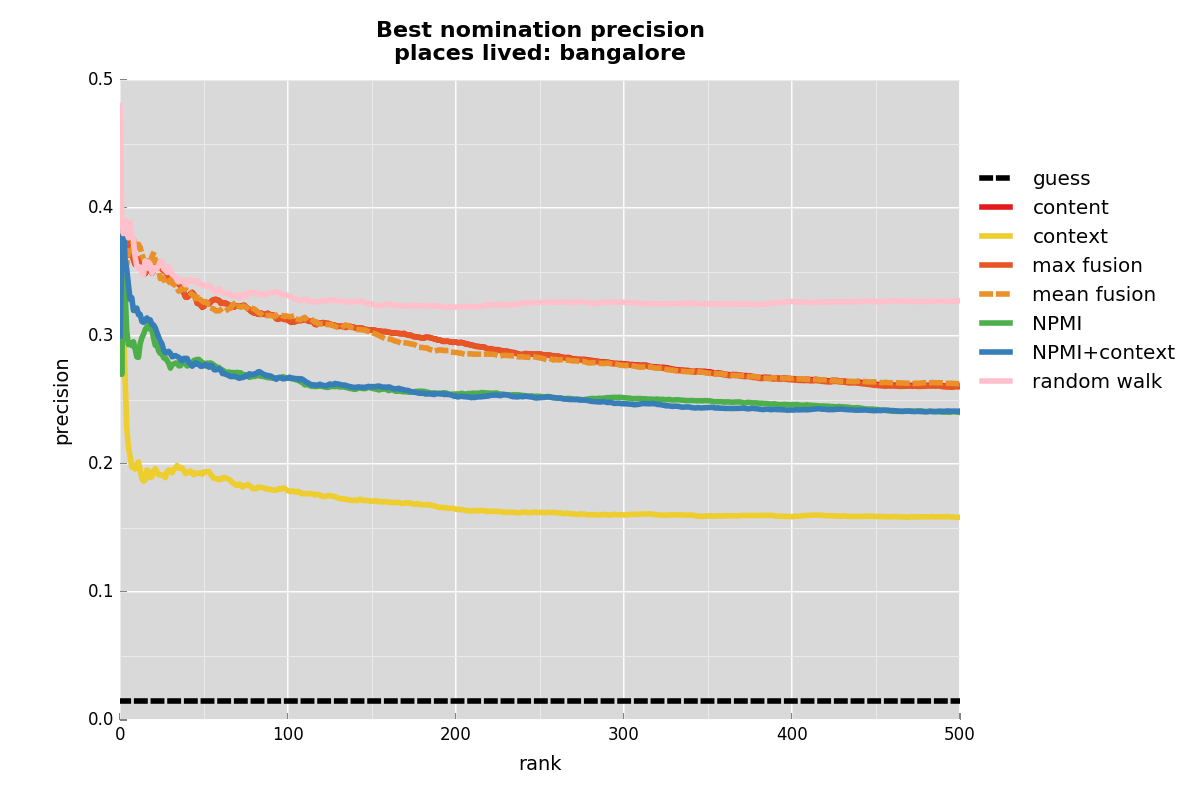 Best nomination precision
places lived: bangalore
0.5
0.4
0.3
0.2
0.1
0.0
precision
0
100
200
300
400
500
rank
guess
content
context
max fusion
mean fusion
NPMI
NPMI+context
random walk